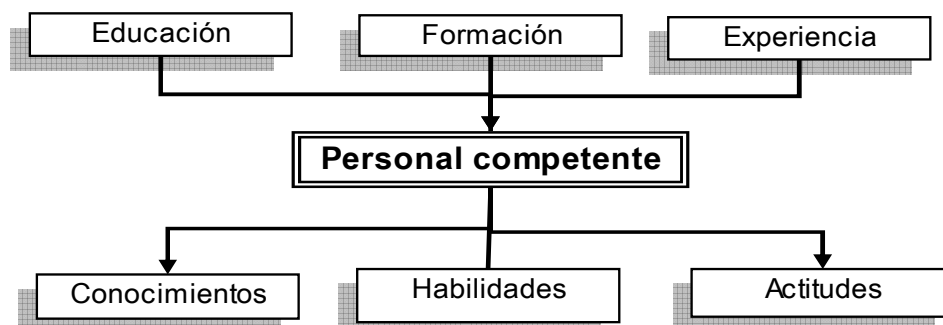 Educación
Formación
Experiencia
Personal competente
Conocimientos
Habilidades
Actitudes